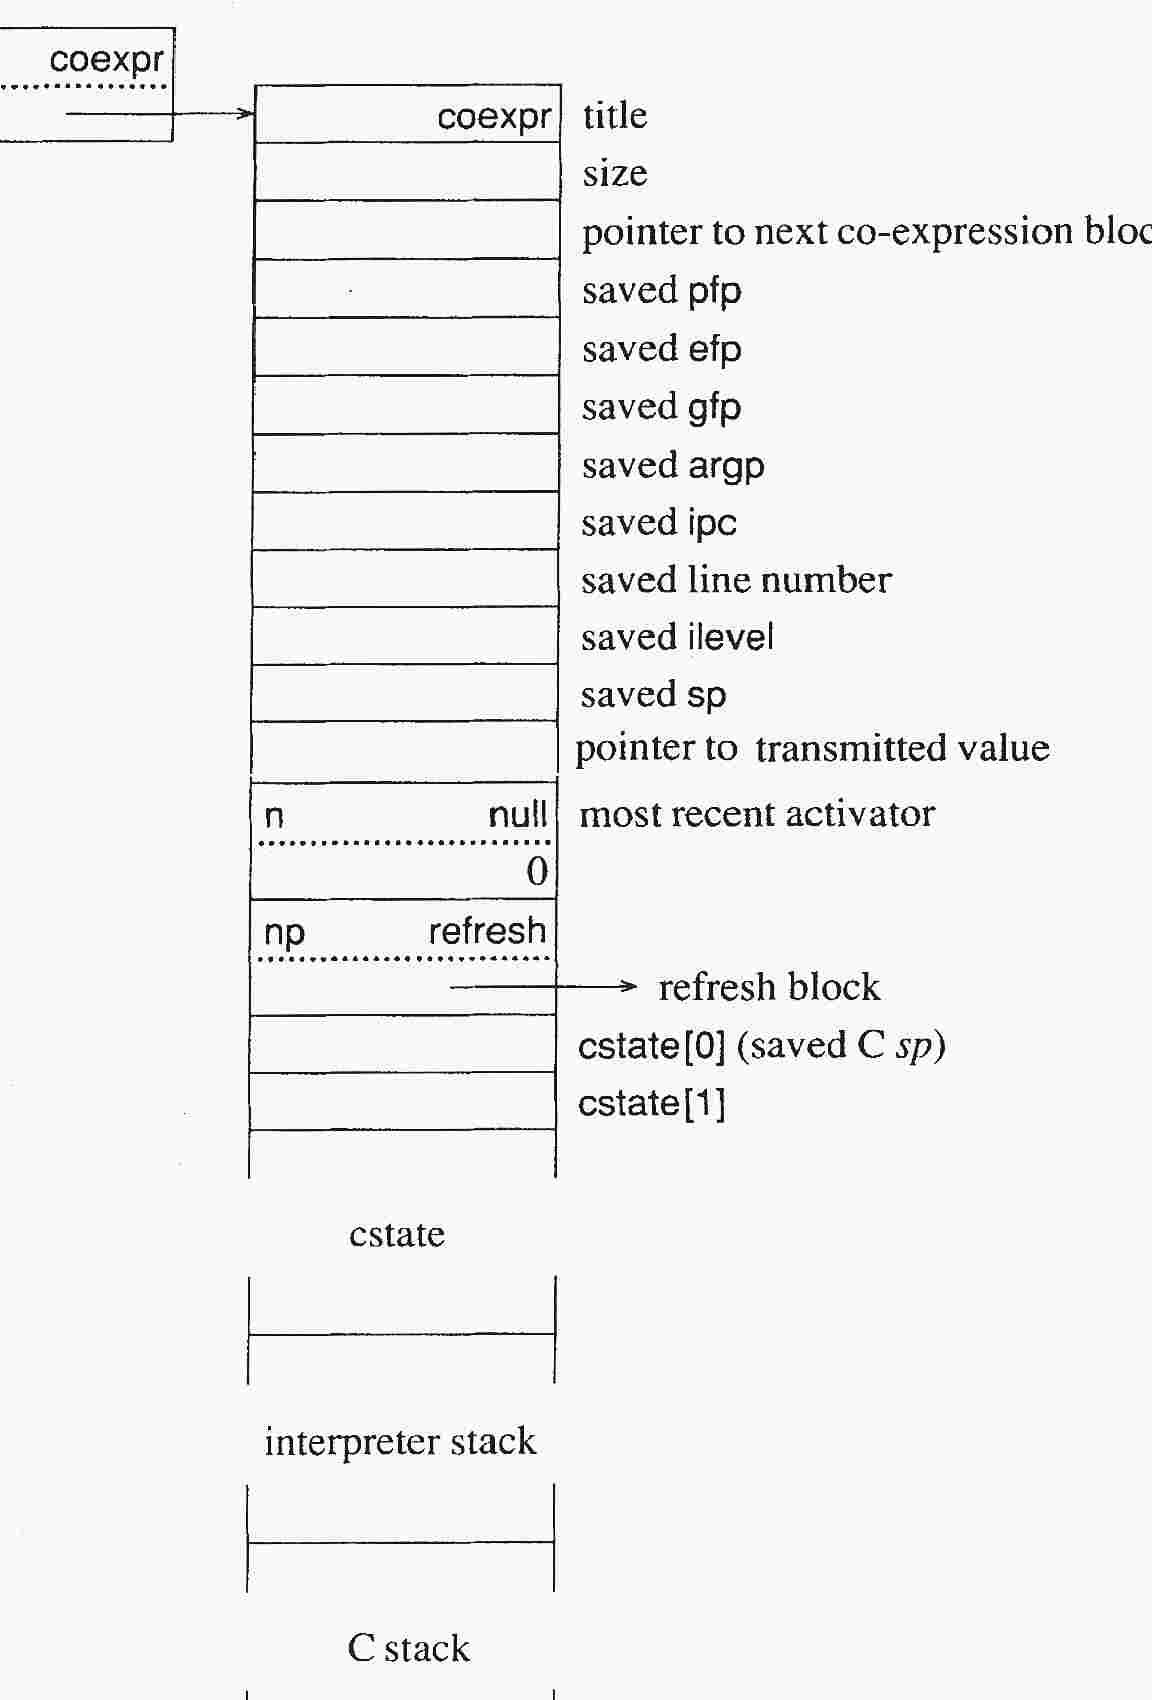 coexpr
coexpr title
size
pointer to next co-expression bloc
saved pfp
saved efp
saved gfp
saved argp
saved ipc
saved line number
saved ilevel
saved sp
pointer to transmitted value
n null most recent activator
0
np refresh
refresh block
cstate[0] (saved C sp)
cstate[1]
cstate
interpreter stack
C stack